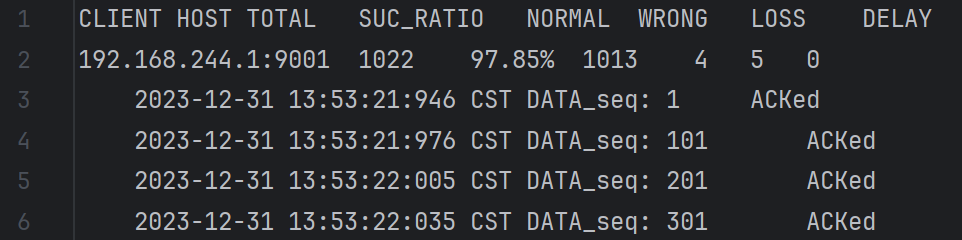 1 CLIENT HOST TOTAL SUC_RATIO NORMAL WRONG LOSS DELAY
2 192.168.244.1:9001 1022 97.85% 1013 4 5 0
3 2023-12-31 13:53:21:946 CST DATA_seq: 1 ACKed
4 2023-12-31 13:53:21:976 CST DATA_seq: 101 ACKed
5 2023-12-31 13:53:22:005 CST DATA_seq: 201 ACKed
6 2023-12-31 13:53:22:035 CST DATA_seq: 301 ACKed